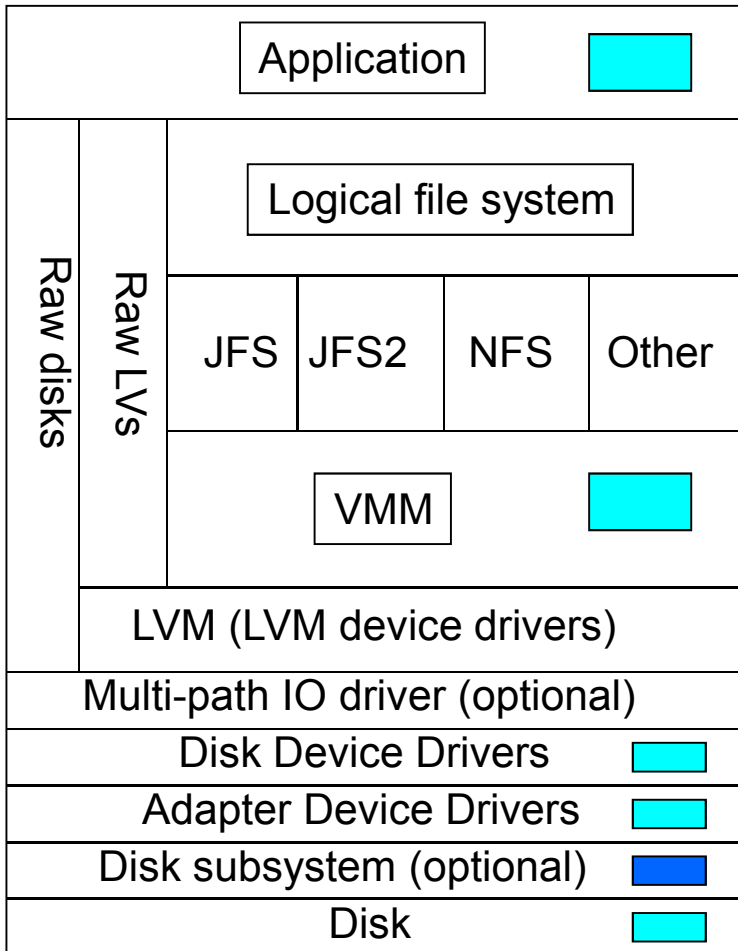 Application
Raw disks
Raw LVs
Logical file system
JFS
JFS2
NFS
Other
VMM
LVM (LVM device drivers)
Multi-path IO driver (optional)
Disk Device Drivers
Adapter Device Drivers
Disk subsystem (optional)
Disk